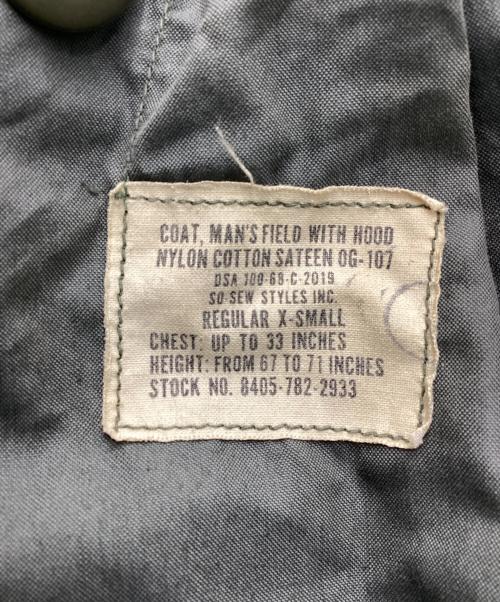 COAT, MAN'S FIELD WITH HOOD
NYLON COTTON SATEEN OG-107
DSA 100-68-C-2019
SO SEW STYLES INC.
REGULAR X-SMALL
CHEST: UP TO 33 INCHES
HEIGHT: FROM 67 TO 71 INCHES
STOCK NO. 8405-782-2933